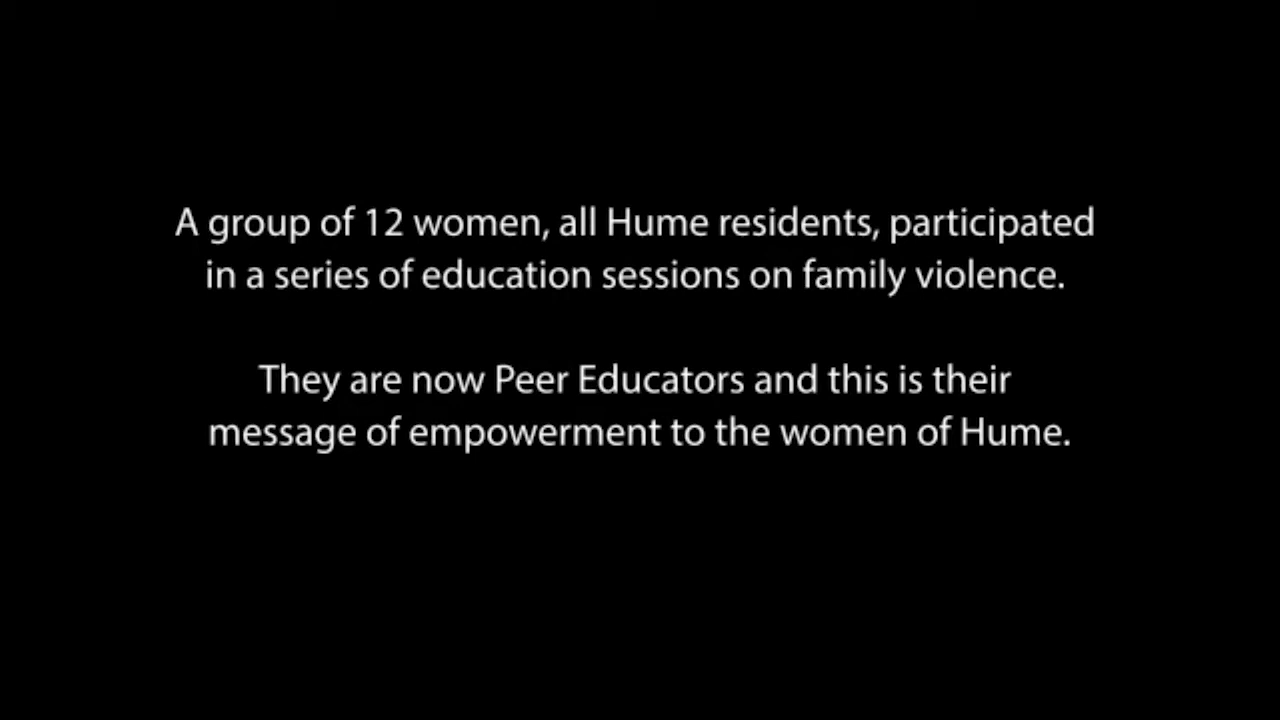 A group of 12 women, all Hume residents, participated
in a series of education sessions on family violence.
They are now Peer Educators and this is their
message of empowerment to the women of Hume.